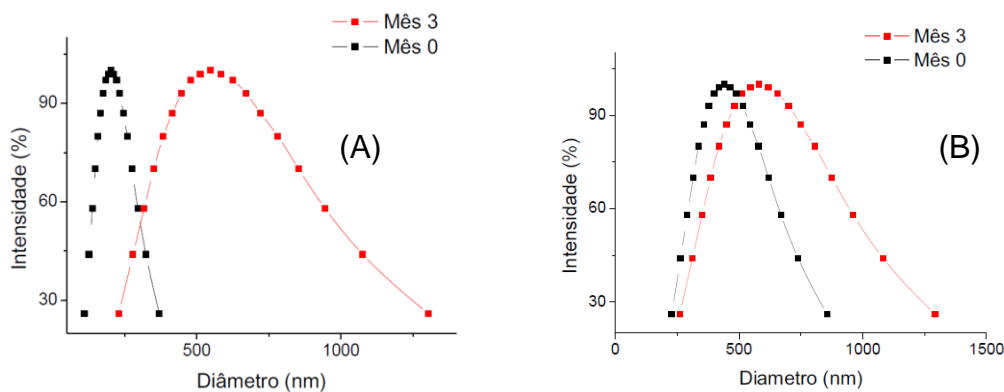 Mês 3
Mês 0
(A)
Intensidade (%)
90
60
30
500
1000
Diâmetro (nm)
Mês 3
Mês 0
(B)
Intensidade (%)
90
60
30
0
500
1000
1500
Diametro (nm)